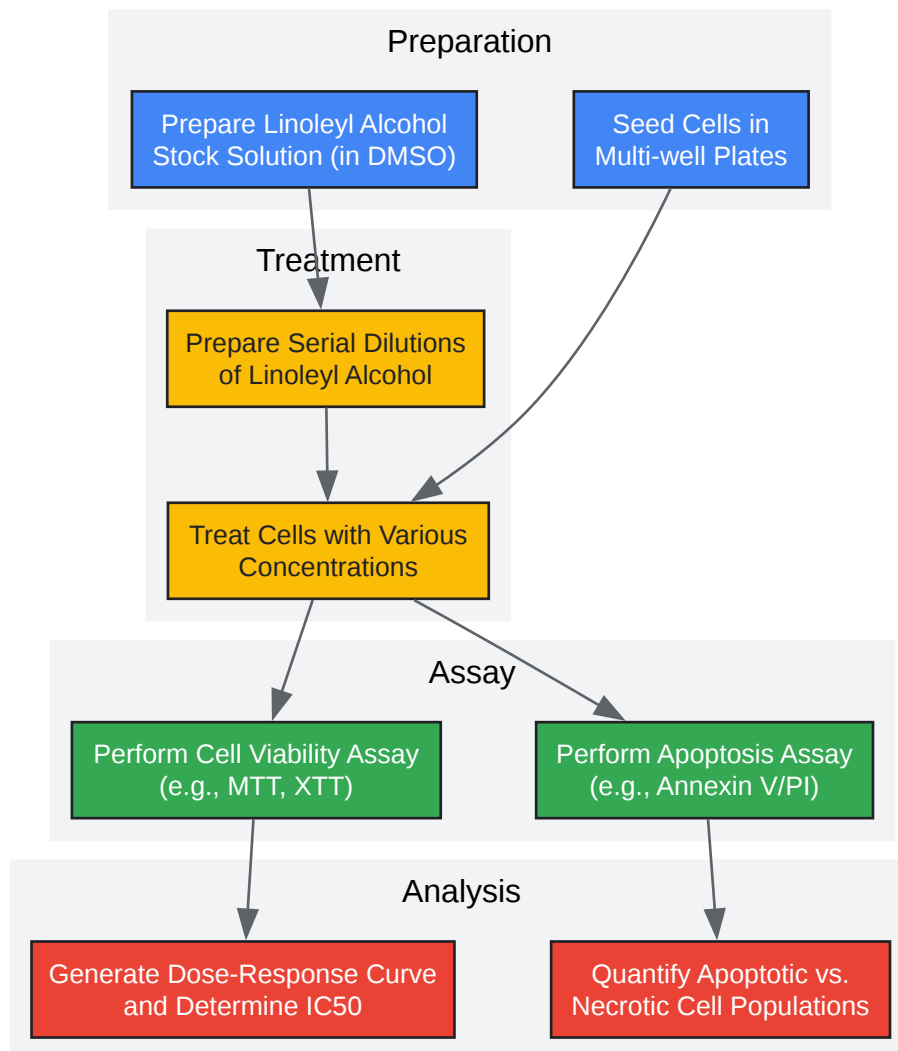 Preparation
Prepare Linoleyl Alcohol
Stock Solution (in DMSO)
Seed Cells in
Multi-well Plates
Treatment
Prepare Serial Dilutions
of Linoleyl Alcohol
Treat Cells with Various
Concentrations
Assay
Perform Cell Viability Assay
(e.g., MTT, XTT)
Perform Apoptosis Assay
(e.g., Annexin V/PI)
Analysis
Generate Dose-Response Curve
and Determine IC50
Quantify Apoptotic vs.
Necrotic Cell Populations